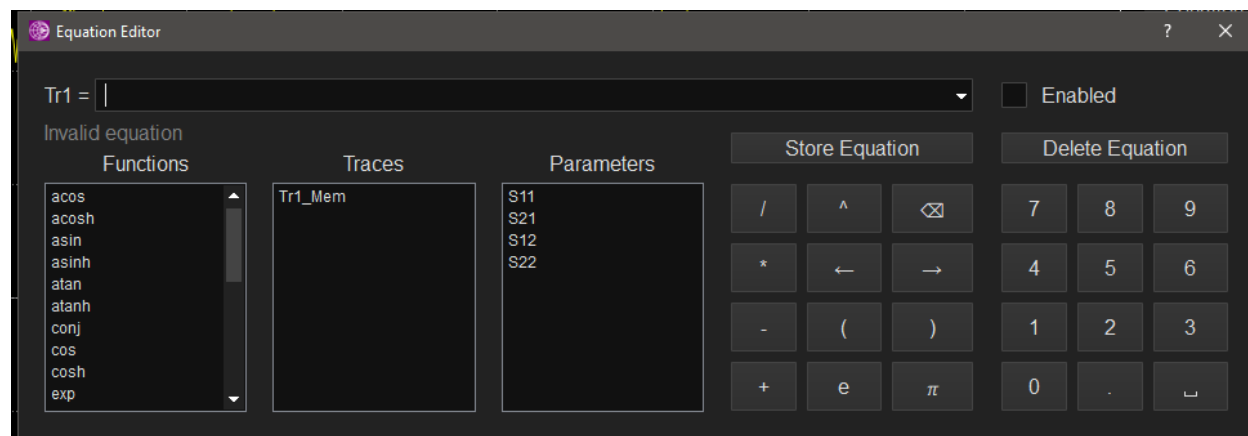 Equation Editor
?
Tr1 =
Enabled
Invalid equation
Store Equation
Delete Equation
Functions
Traces
Parameters
acos
acosh
asin
asinh
atan
atanh
conj
cos
cosh
exp
Tr1_Mem
S11
S21
S12
S22
/ ^ ⌫ 7 8 9
* ← → 4 5 6
- ( ) 1 2 3
+ e π 0 . ⎵